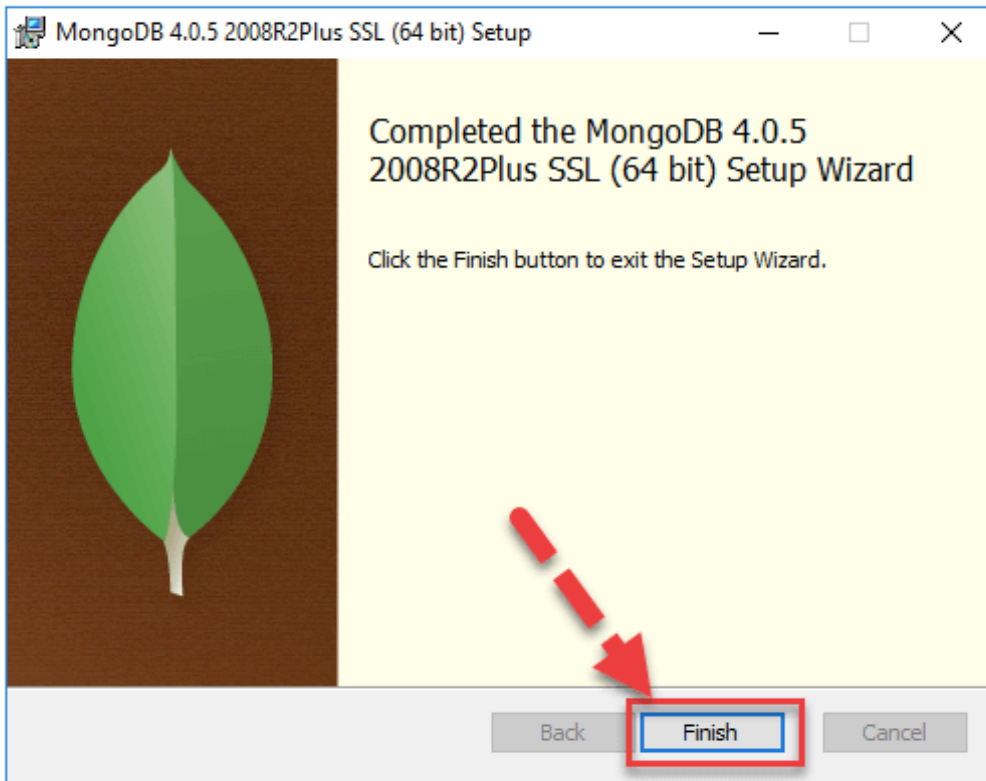 MongoDB 4.0.5 2008R2Plus SSL (64 bit) Setup
Completed the MongoDB 4.0.5
2008R2Plus SSL (64 bit) Setup Wizard
Click the Finish button to exit the Setup Wizard.
Back
Finish
Cancel